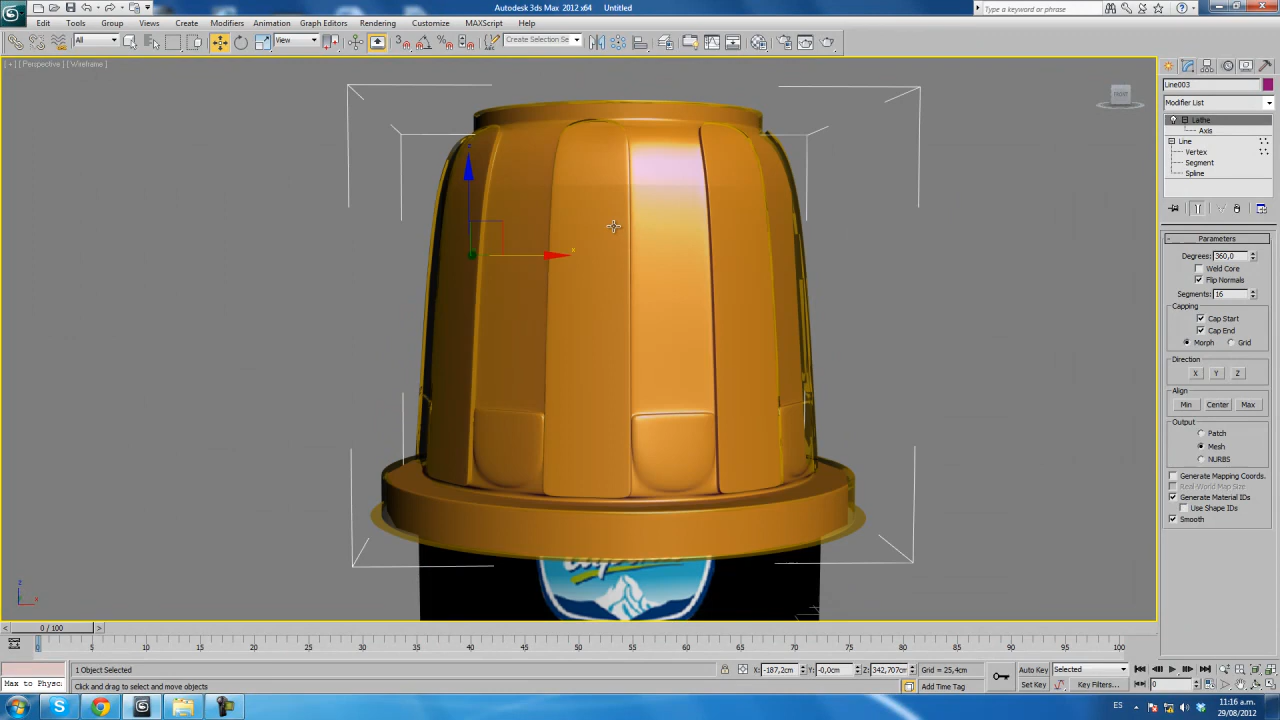 Autodesk 3ds Max 2012 x64 Untitled
Type a keyword or phrase
Edit Tools Group Views Create Modifiers Animation Graph Editors Rendering Customize MAXScript Help
All View Create Selection Se
[ + ] [ Perspective ] [ Wireframe ]
FRONT
Line003
Modifier List
Lathe
Axis
Line
Vertex
Segment
Spline
Parameters
Degrees: 360,0
Weld Core
Flip Normals
Segments: 16
Capping
Cap Start
Cap End
Morph Grid
Direction
X Y Z
Align
Min Center Max
Output
Patch
Mesh
NURBS
Generate Mapping Coords.
Real-World Map Size
Generate Material IDs
Use Shape IDs
Smooth
z
x
0 / 100
0 5 10 15 20 25 30 35 40 45 50 55 60 65 70 75 80 85 90 95 100
1 Object Selected X: -187,2cm Y: -0,0cm Z: 342,707cm Grid = 25,4cm Auto Key Selected
Max to Physc Click and drag to select and move objects Add Time Tag Set Key Key Filters... 0
ES 11:16 a.m.
29/08/2012